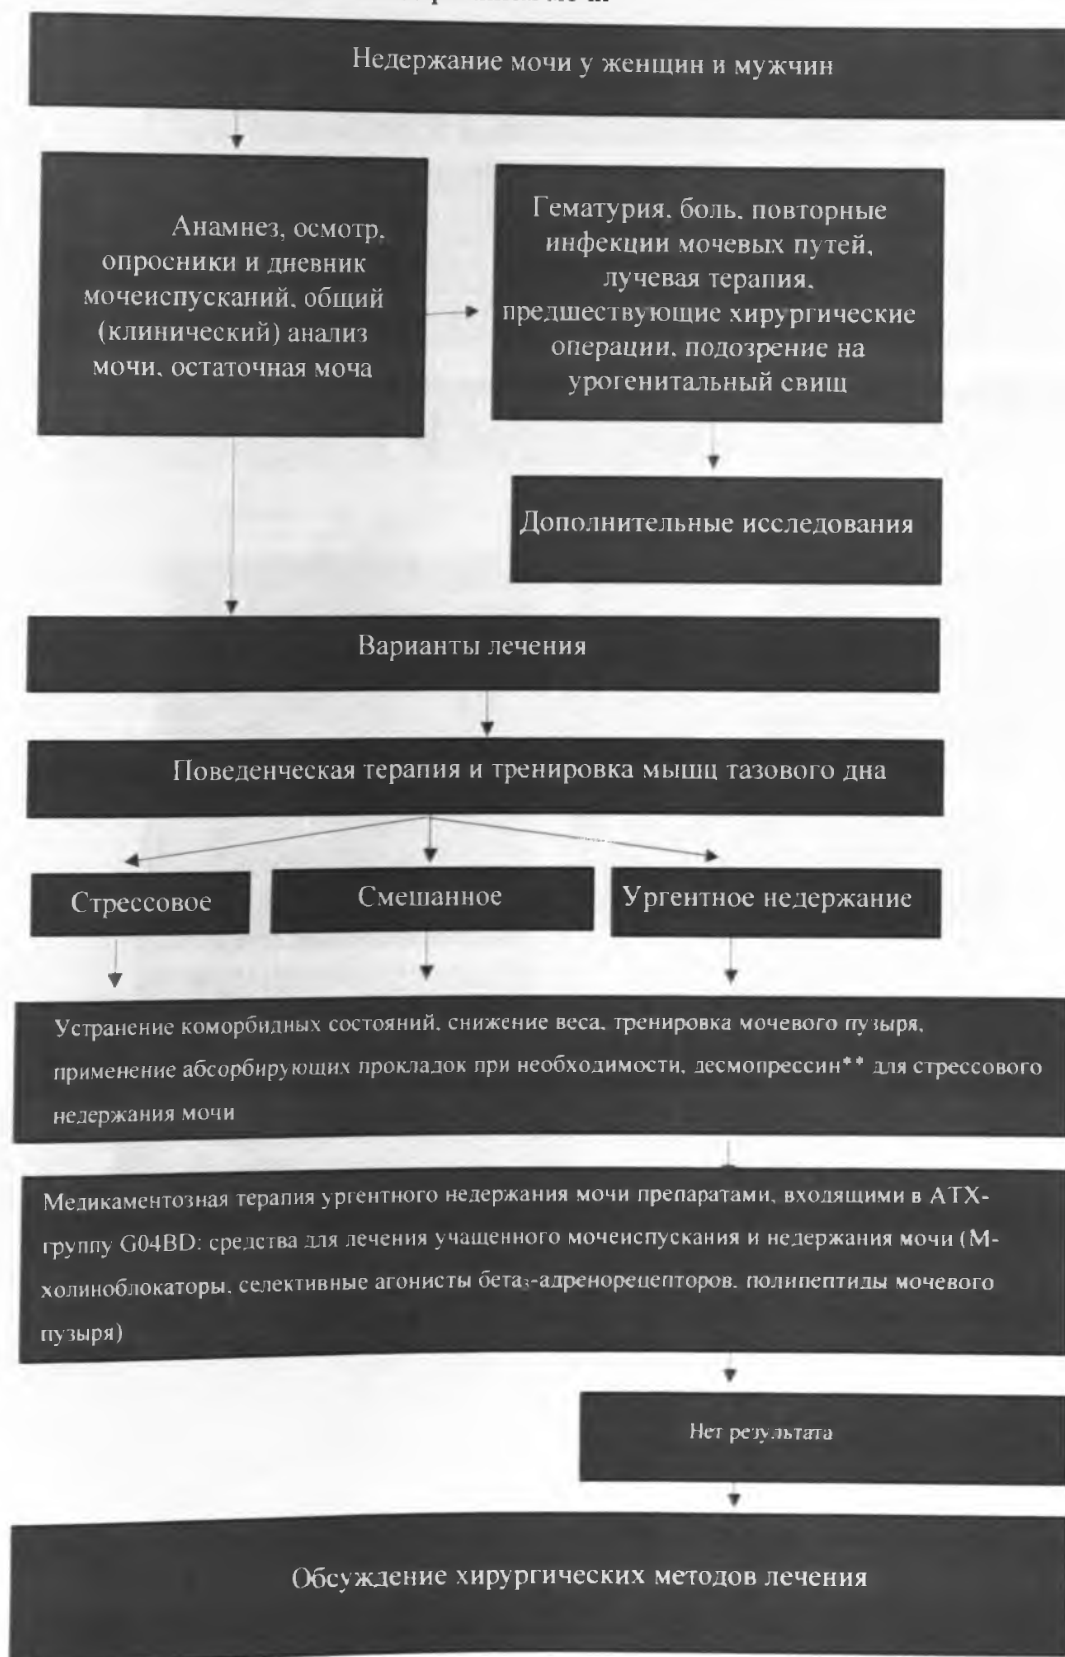 Недержание мочи у женщин и мужчин
Анамнез, осмотр,
опросники и дневник
мочеиспусканий, общий
(клинический) анализ
мочи, остаточная моча
Гематурия, боль, повторные
инфекции мочевых путей,
лучевая терапия,
предшествующие хирургические
операции, подозрение на
урогенитальный свищ
Дополнительные исследования
Варианты лечения
Поведенческая терапия и тренировка мышц тазового дна
Стрессовое
Смешанное
Ургентное недержание
Устранение коморбидных состояний, снижение веса, тренировка мочевого пузыря,
применение абсорбирующих прокладок при необходимости, десмопрессин** для стрессового
недержания мочи
Медикаментозная терапия ургентного недержания мочи препаратами, входящими в АТХ-
группу G04BD: средства для лечения учащенного мочеиспускания и недержания мочи (М-
холиноблокаторы, селективные агонисты бета₃-адренорецепторов, полипептиды мочевого
пузыря)
Нет результата
Обсуждение хирургических методов лечения